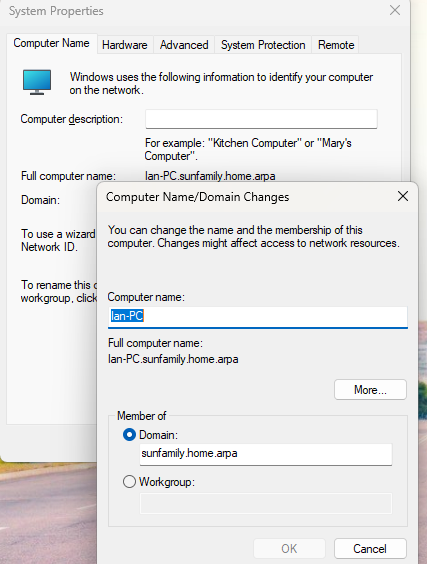 System Properties
Computer Name
Hardware
Advanced
System Protection
Remote
Windows uses the following information to identify your computer
on the network.
Computer description:
For example: "Kitchen Computer" or "Mary's
Computer".
Full computer name:
Ian-PC.sunfamily.home.arpa
Domain:
To use a wizard
Network ID.
To rename this c
workgroup, click
Computer Name/Domain Changes
You can change the name and the membership of this
computer. Changes might affect access to network resources.
Computer name:
Ian-PC
Full computer name:
Ian-PC.sunfamily.home.arpa
More...
Member of
Domain:
sunfamily.home.arpa
Workgroup:
OK
Cancel